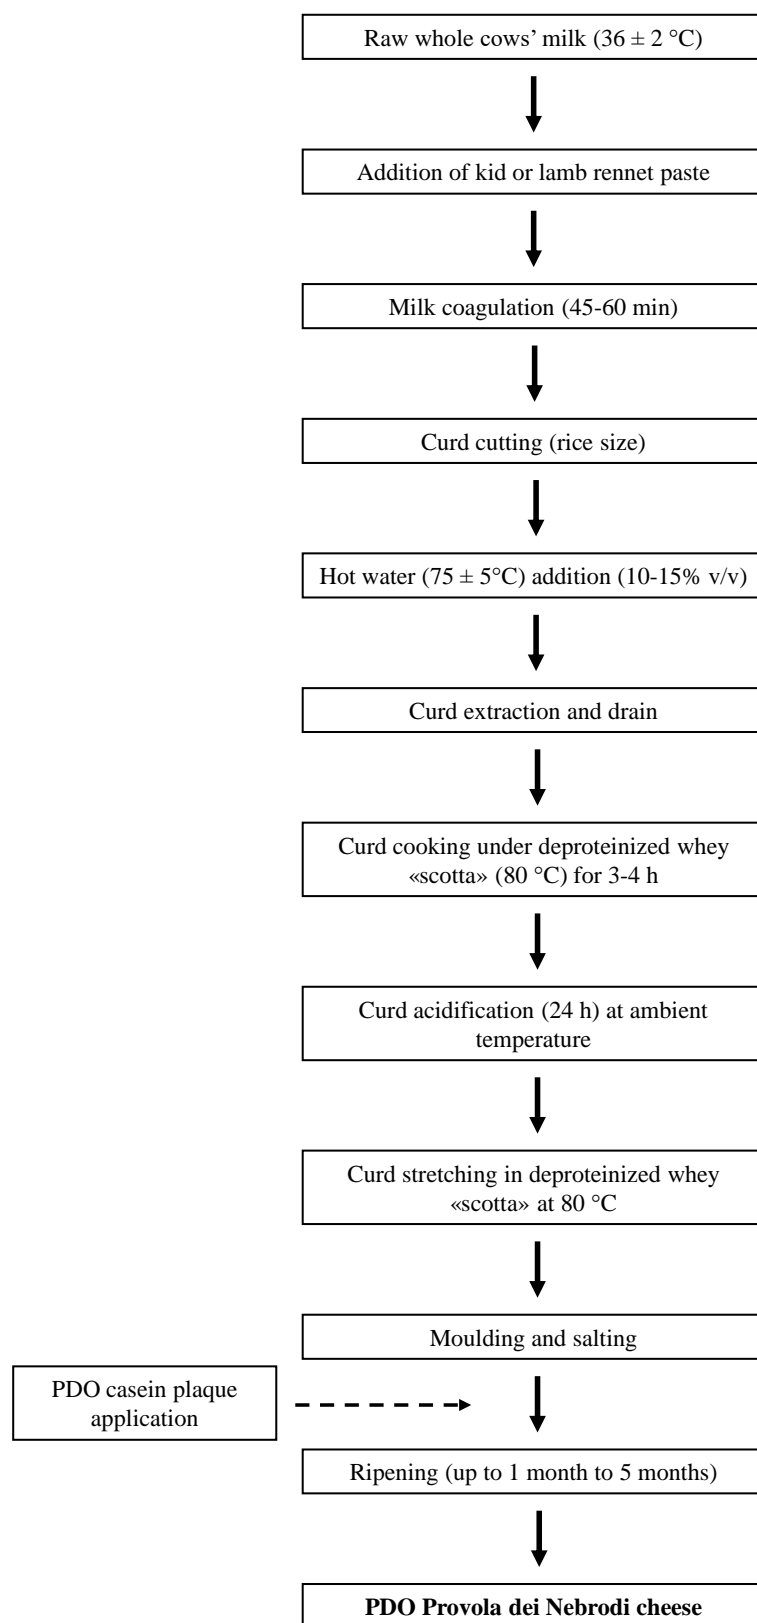 Raw whole cows’ milk (36 ± 2 °C)
Addition of kid or lamb rennet paste
Milk coagulation (45-60 min)
Curd cutting (rice size)
Hot water (75 ± 5°C) addition (10-15% v/v)
Curd extraction and drain
Curd cooking under deproteinized whey
«scotta» (80 °C) for 3-4 h
Curd acidification (24 h) at ambient
temperature
Curd stretching in deproteinized whey
«scotta» at 80 °C
Moulding and salting
PDO casein plaque
application
Ripening (up to 1 month to 5 months)
PDO Provola dei Nebrodi cheese